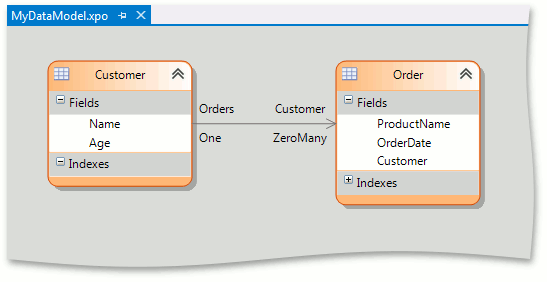 MyDataModel.xpo
Customer
Fields
Name
Age
Indexes
Orders Customer
One ZeroMany
Order
Fields
ProductName
OrderDate
Customer
Indexes